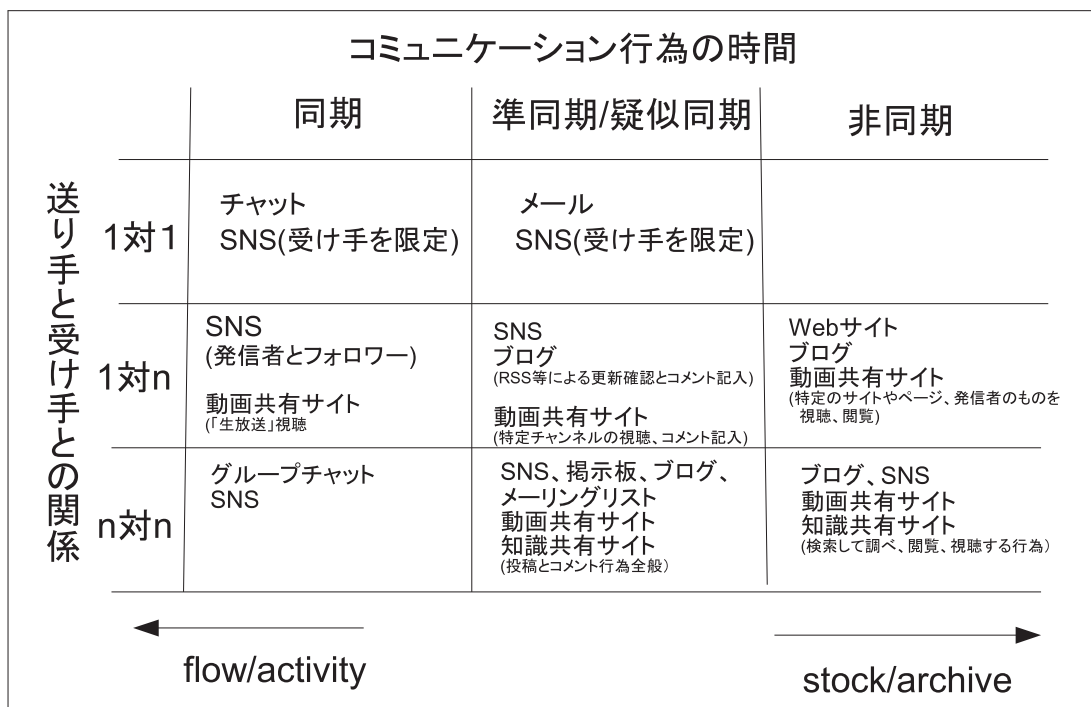 コミュニケーション行為の時間
同期
準同期/疑似同期
非同期
送り手と受け手との関係
1対1
チャット
SNS(受け手を限定)
メール
SNS(受け手を限定)
1対n
SNS
(発信者とフォロワー)
動画共有サイト
(「生放送」視聴
SNS
ブログ
(RSS等による更新確認とコメント記入)
動画共有サイト
(特定チャンネルの視聴、コメント記入)
Webサイト
ブログ
動画共有サイト
(特定のサイトやページ、発信者のものを
視聴、閲覧)
n対n
グループチャット
SNS
SNS、掲示板、ブログ、
メーリングリスト
動画共有サイト
知識共有サイト
(投稿とコメント行為全般)
ブログ、SNS
動画共有サイト
知識共有サイト
(検索して調べ、閲覧、視聴する行為)
flow/activity
stock/archive